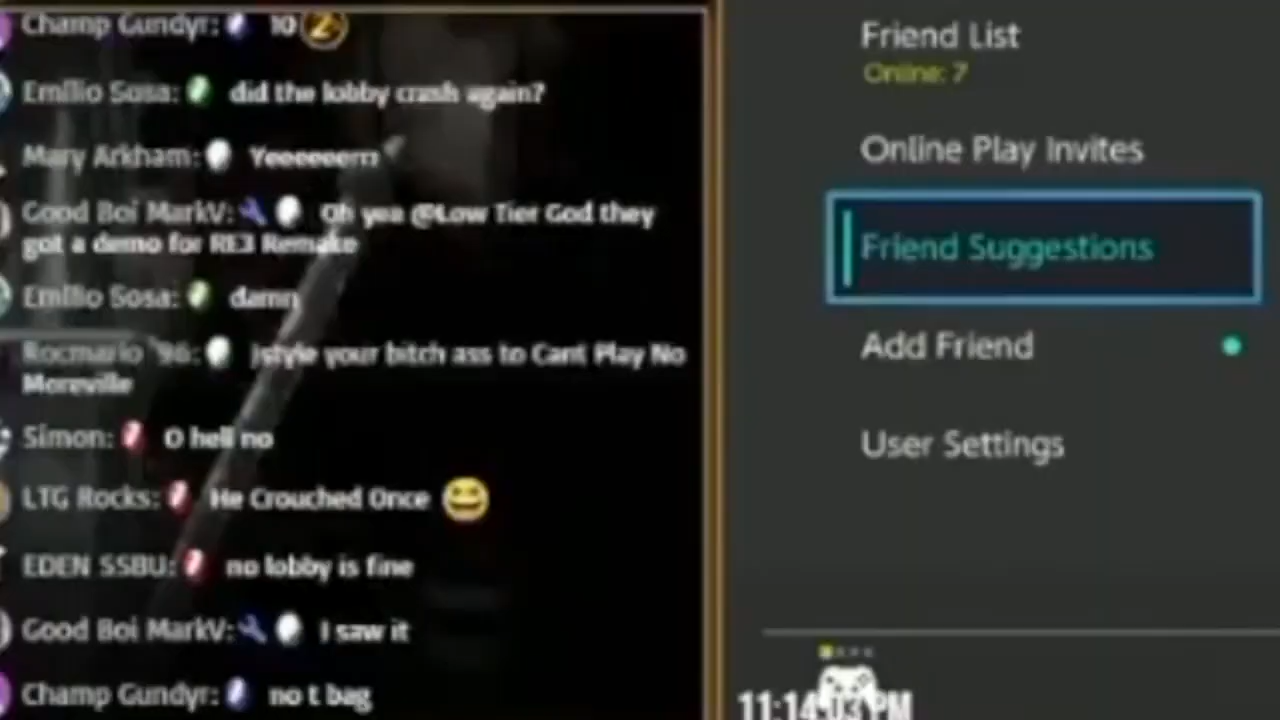 Champ Gundyr: 10
Emilio Sosa: did the lobby crash again?
Mary Arkham: Yeeeeeerrr
Good Boi MarkV: Oh yea @Low Tier God they
got a demo for RE3 Remake
Emilio Sosa: damn
Rocmario '96: Jstyle your bitch ass to Cant Play No
Moreville
Simon: O hell no
LTG Rocks: He Crouched Once
EDEN SSBU: no lobby is fine
Good Boi MarkV: I saw it
Champ Gundyr: no t bag
Friend List
Online: 7
Online Play Invites
Friend Suggestions
Add Friend
User Settings
11:14:03 PM